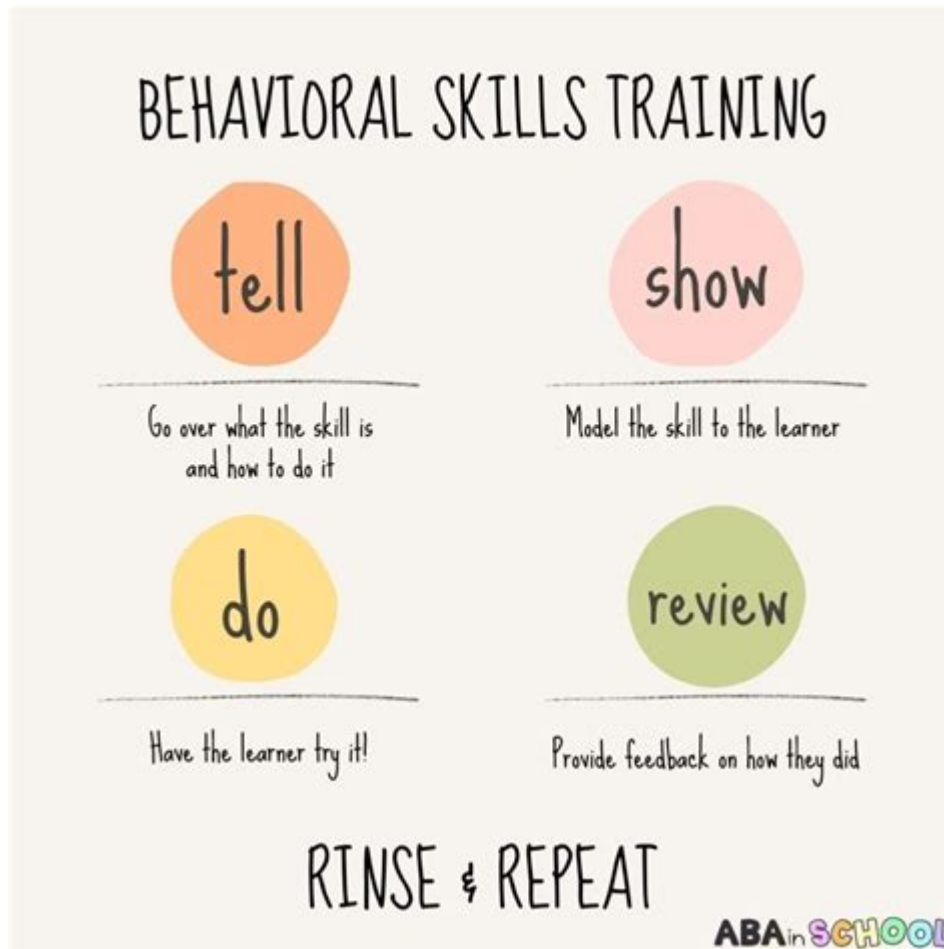 BEHAVIORAL SKILLS TRAINING
tell
Go over what the skill is
and how to do it
show
Model the skill to the learner
do
Have the learner try it!
review
Provide feedback on how they did
RINSE & REPEAT
ABA in SCHOOL